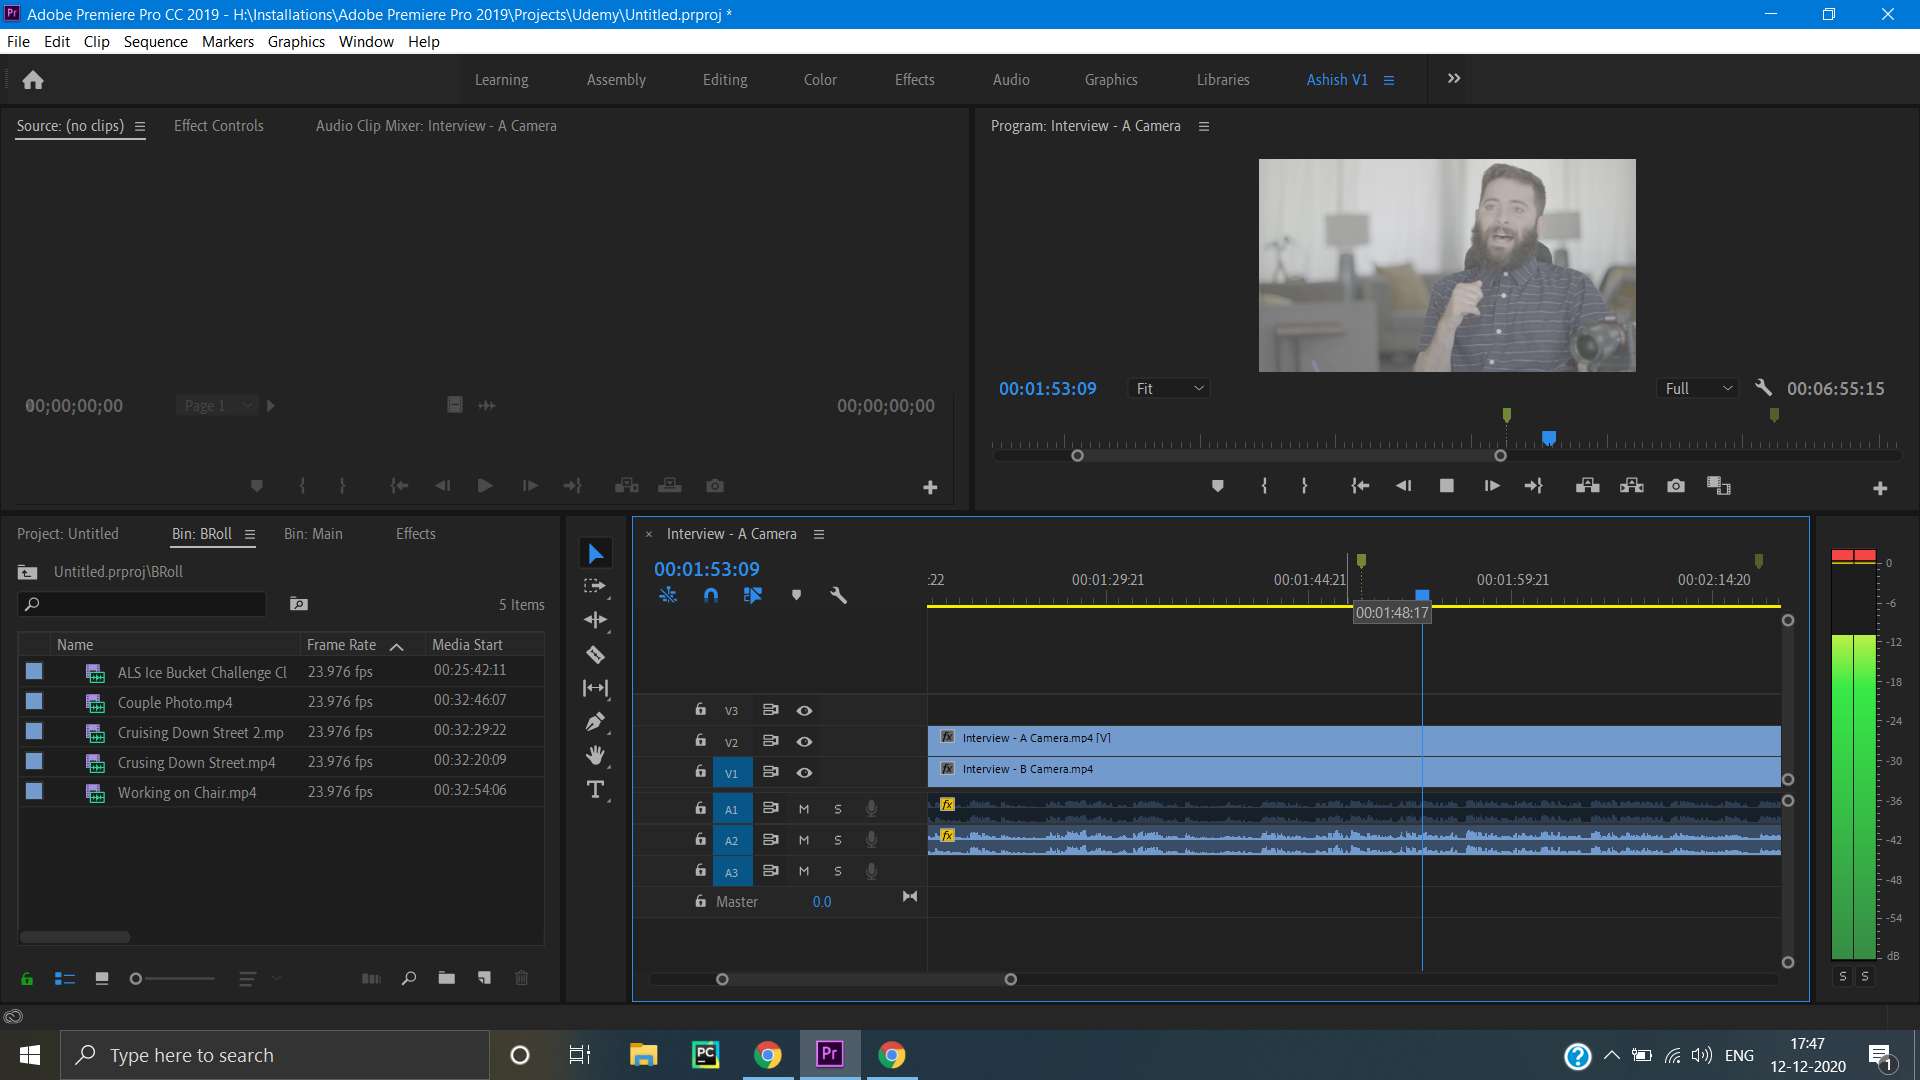 Pr Adobe Premiere Pro CC 2019 - H:\Installations\Adobe Premiere Pro 2019\Projects\Udemy\Untitled.prproj *
File Edit Clip Sequence Markers Graphics Window Help
Learning Assembly Editing Color Effects Audio Graphics Libraries Ashish V1
Source: (no clips) Effect Controls Audio Clip Mixer: Interview - A Camera
Program: Interview - A Camera
00:01:53:09 Fit Full 00:06:55:15
00;00;00;00 Page 1 00;00;00;00
Project: Untitled Bin: BRoll Bin: Main Effects
Untitled.prproj\BRoll
5 Items
Name Frame Rate Media Start
ALS Ice Bucket Challenge Cl 23.976 fps 00:25:42:11
Couple Photo.mp4 23.976 fps 00:32:46:07
Cruising Down Street 2.mp 23.976 fps 00:32:29:22
Crusing Down Street.mp4 23.976 fps 00:32:20:09
Working on Chair.mp4 23.976 fps 00:32:54:06
T
× Interview - A Camera
00:01:53:09
:22 00:01:29:21 00:01:44:21 00:01:59:21 00:02:14:20
00:01:48:17
V3
V2 fx Interview - A Camera.mp4 [V]
V1 fx Interview - B Camera.mp4
A1 M S fx
A2 M S fx
A3 M S
Master 0.0
0
-6
-12
-18
-24
-30
-36
-42
-48
-54
dB
S S
Type here to search
PC
Pr
ENG
17:47
12-12-2020
1